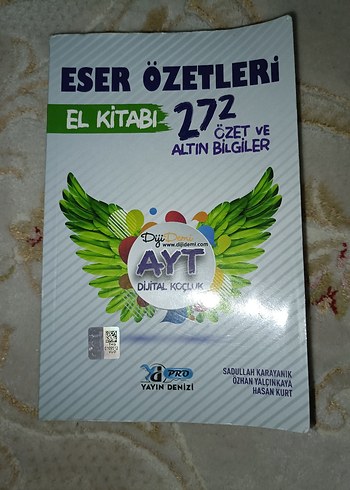 ESER ÖZETLERİ
EL KİTABI
272
ÖZET VE
ALTIN BİLGİLER
DijiDemi
www.dijidemi.com
AYT
DİJİTAL KOÇLUK
PRO
YAYIN DENİZİ
SADULLAH KARAYANIK
ÖZHAN YALÇINKAYA
HASAN KURT